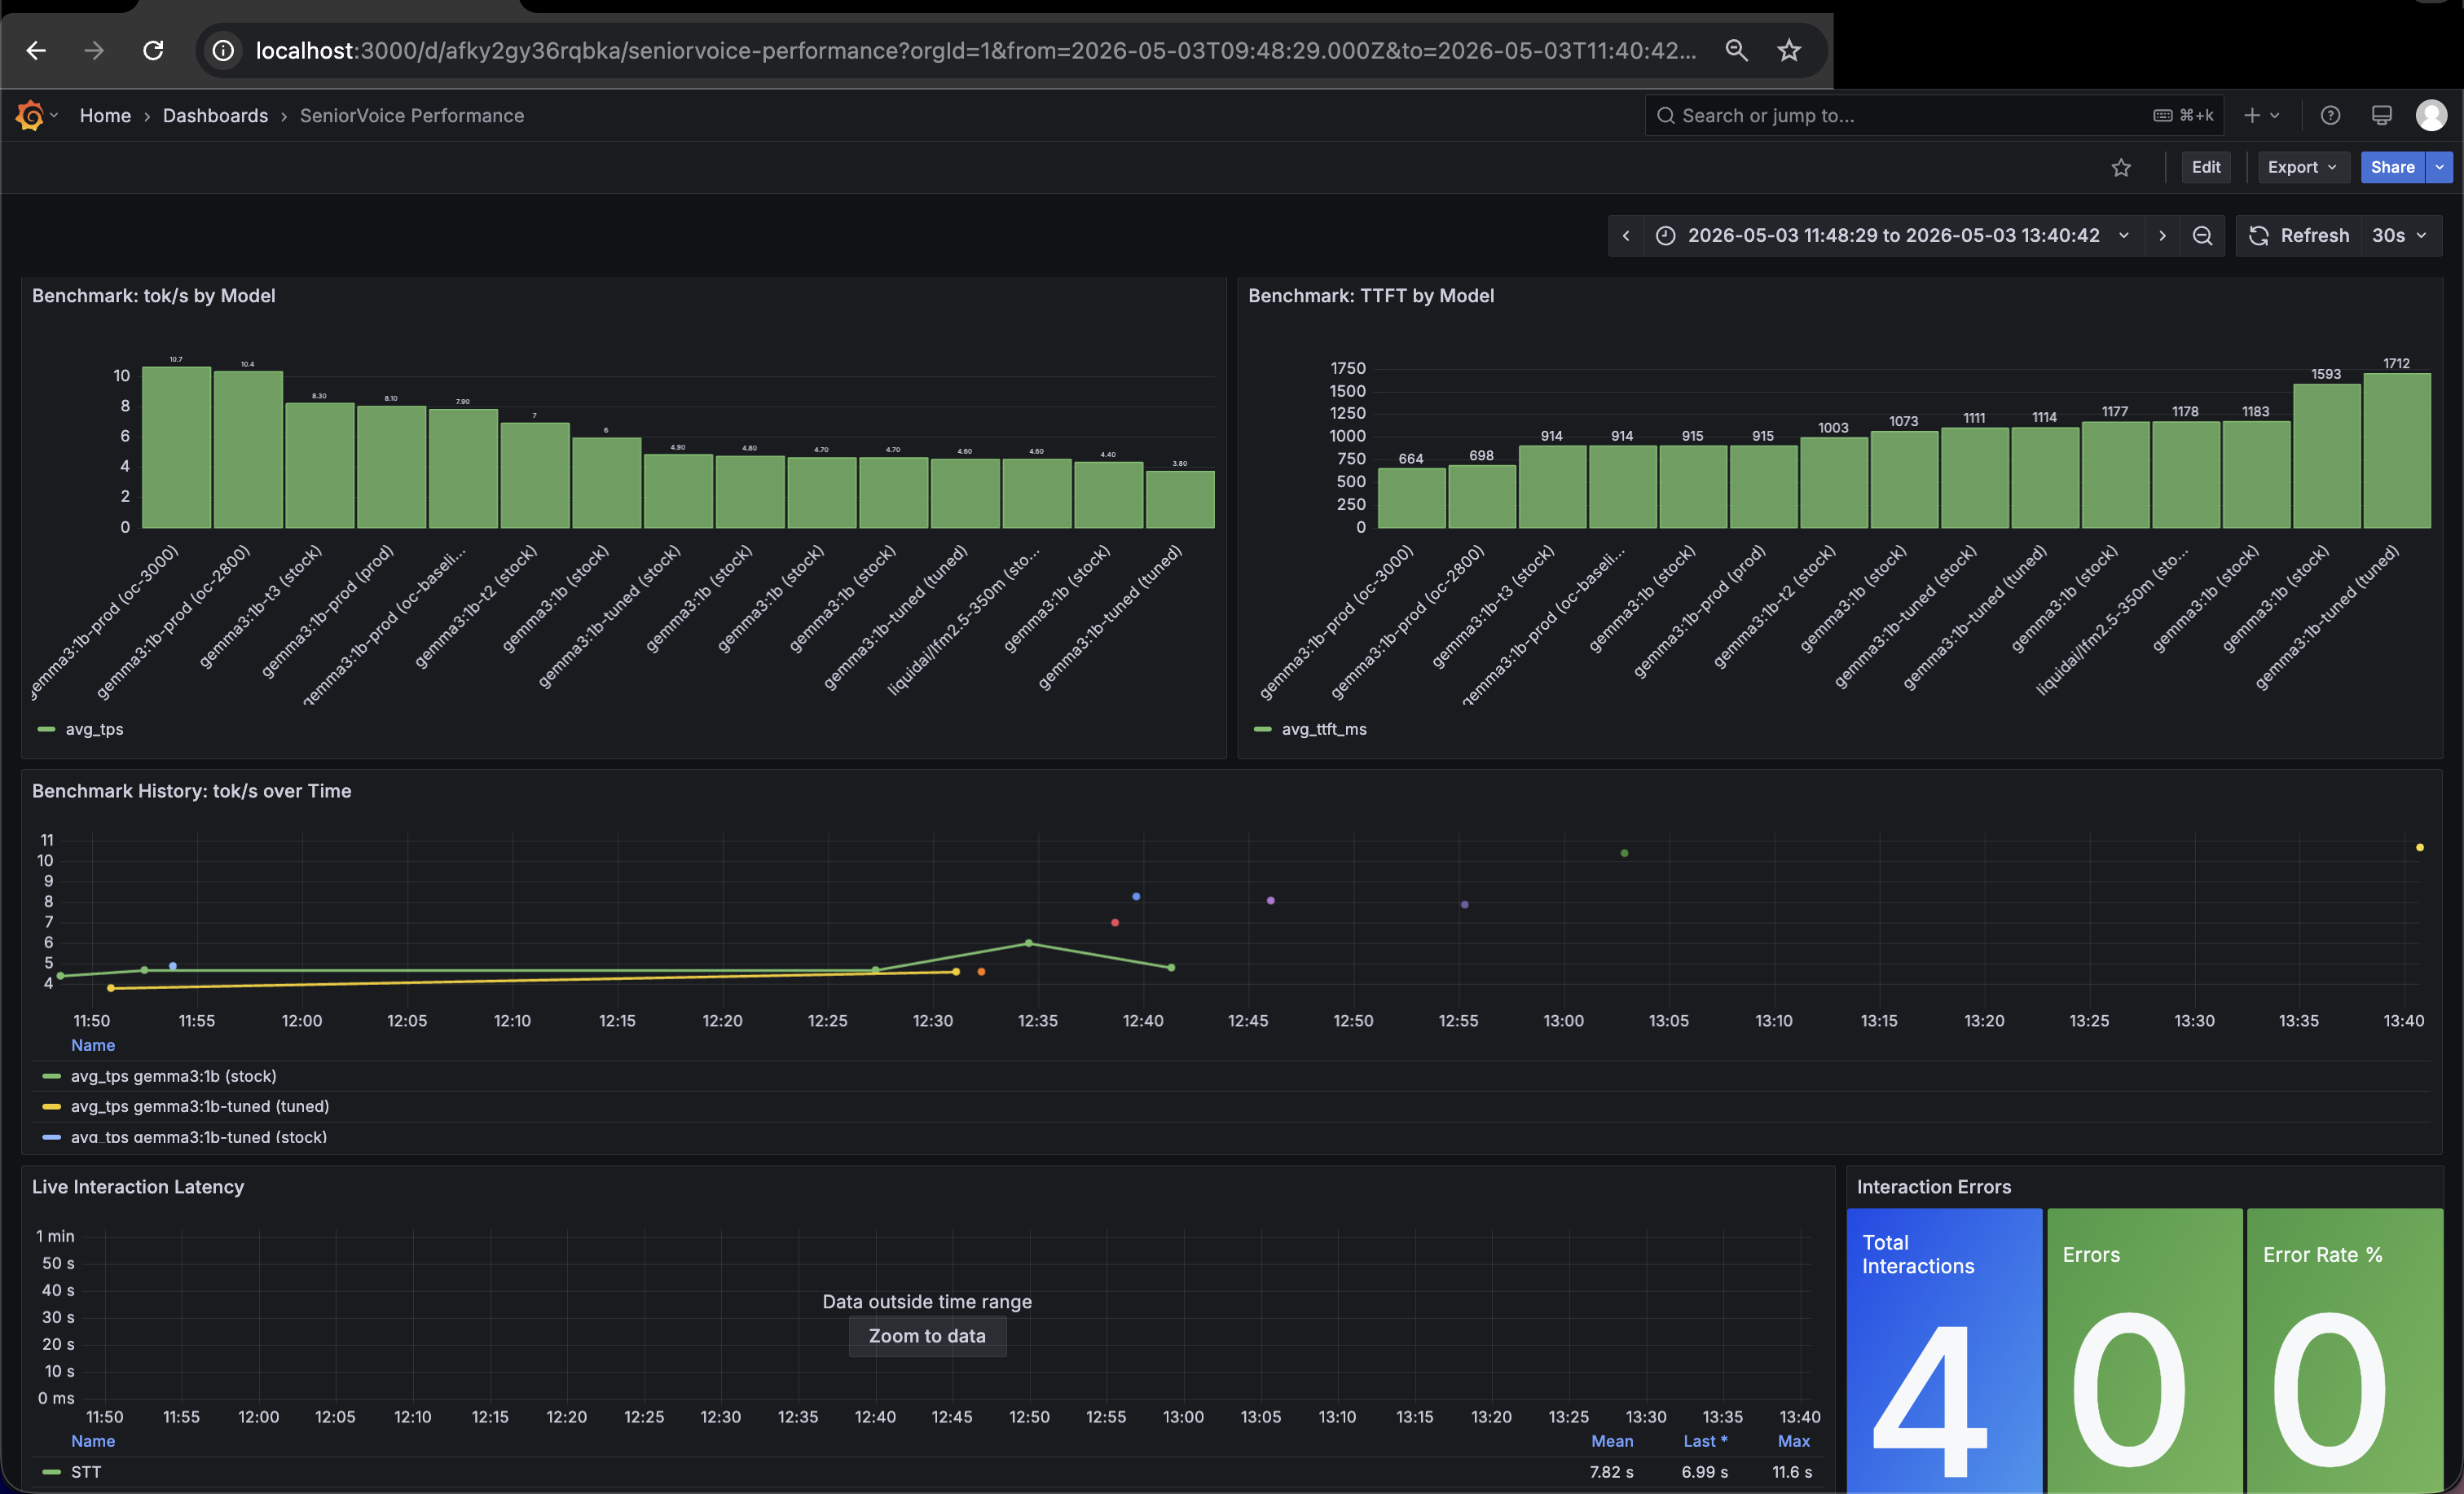 localhost:3000/d/afky2gy36rqbka/seniorvoice-performance?orgId=1&from=2026-05-03T09:48:29.000Z&to=2026-05-03T11:40:42...
Home › Dashboards › SeniorVoice Performance
Search or jump to...
⌘+k
Edit
Export
Share
2026-05-03 11:48:29 to 2026-05-03 13:40:42
Refresh
30s
Benchmark: tok/s by Model
10
8
6
4
2
0
10.7
10.4
8.30
8.10
7.90
7
6
4.90
4.80
4.70
4.70
4.60
4.60
4.40
3.80
gemma3:1b-prod (oc-3000)
gemma3:1b-prod (oc-2800)
gemma3:1b-t3 (stock)
gemma3:1b-prod (prod)
gemma3:1b-prod (oc-baseli...
gemma3:1b-t2 (stock)
gemma3:1b (stock)
gemma3:1b-tuned (stock)
gemma3:1b (stock)
gemma3:1b (stock)
gemma3:1b (stock)
gemma3:1b-tuned (tuned)
liquidai/lfm2.5-350m (sto...
gemma3:1b (stock)
gemma3:1b-tuned (tuned)
avg_tps
Benchmark: TTFT by Model
1750
1500
1250
1000
750
500
250
0
664
698
914
914
915
915
1003
1073
1111
1114
1177
1178
1183
1593
1712
gemma3:1b-prod (oc-3000)
gemma3:1b-prod (oc-2800)
gemma3:1b-t3 (stock)
gemma3:1b-prod (oc-baseli...
gemma3:1b (stock)
gemma3:1b-prod (prod)
gemma3:1b-t2 (stock)
gemma3:1b (stock)
gemma3:1b-tuned (stock)
gemma3:1b-tuned (tuned)
gemma3:1b (stock)
liquidai/lfm2.5-350m (sto...
gemma3:1b (stock)
gemma3:1b (stock)
gemma3:1b-tuned (tuned)
avg_ttft_ms
Benchmark History: tok/s over Time
11
10
9
8
7
6
5
4
11:50 11:55 12:00 12:05 12:10 12:15 12:20 12:25 12:30 12:35 12:40 12:45 12:50 12:55 13:00 13:05 13:10 13:15 13:20 13:25 13:30 13:35 13:40
Name
avg_tps gemma3:1b (stock)
avg_tps gemma3:1b-tuned (tuned)
avg_tps gemma3:1b-tuned (stock)
Live Interaction Latency
1 min
50 s
40 s
30 s
20 s
10 s
0 ms
Data outside time range
Zoom to data
11:50 11:55 12:00 12:05 12:10 12:15 12:20 12:25 12:30 12:35 12:40 12:45 12:50 12:55 13:00 13:05 13:10 13:15 13:20 13:25 13:30 13:35 13:40
Name Mean Last * Max
STT 7.82 s 6.99 s 11.6 s
Interaction Errors
Total
Interactions
4
Errors
0
Error Rate %
0